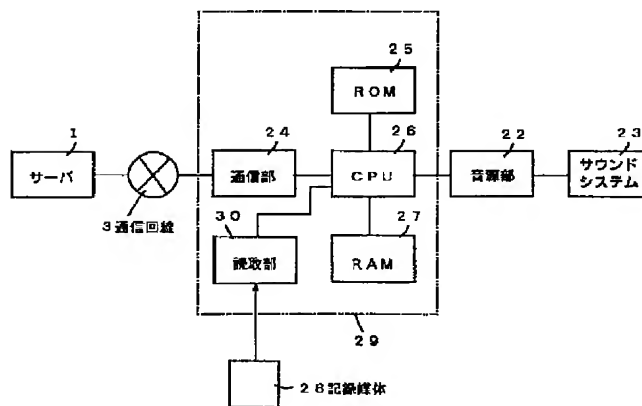 25
ROM
1
サーバ
3通信回線
24
通信部
26
CPU
22
音源部
23
サウンド
システム
30
読取部
27
RAM
29
28記録媒体